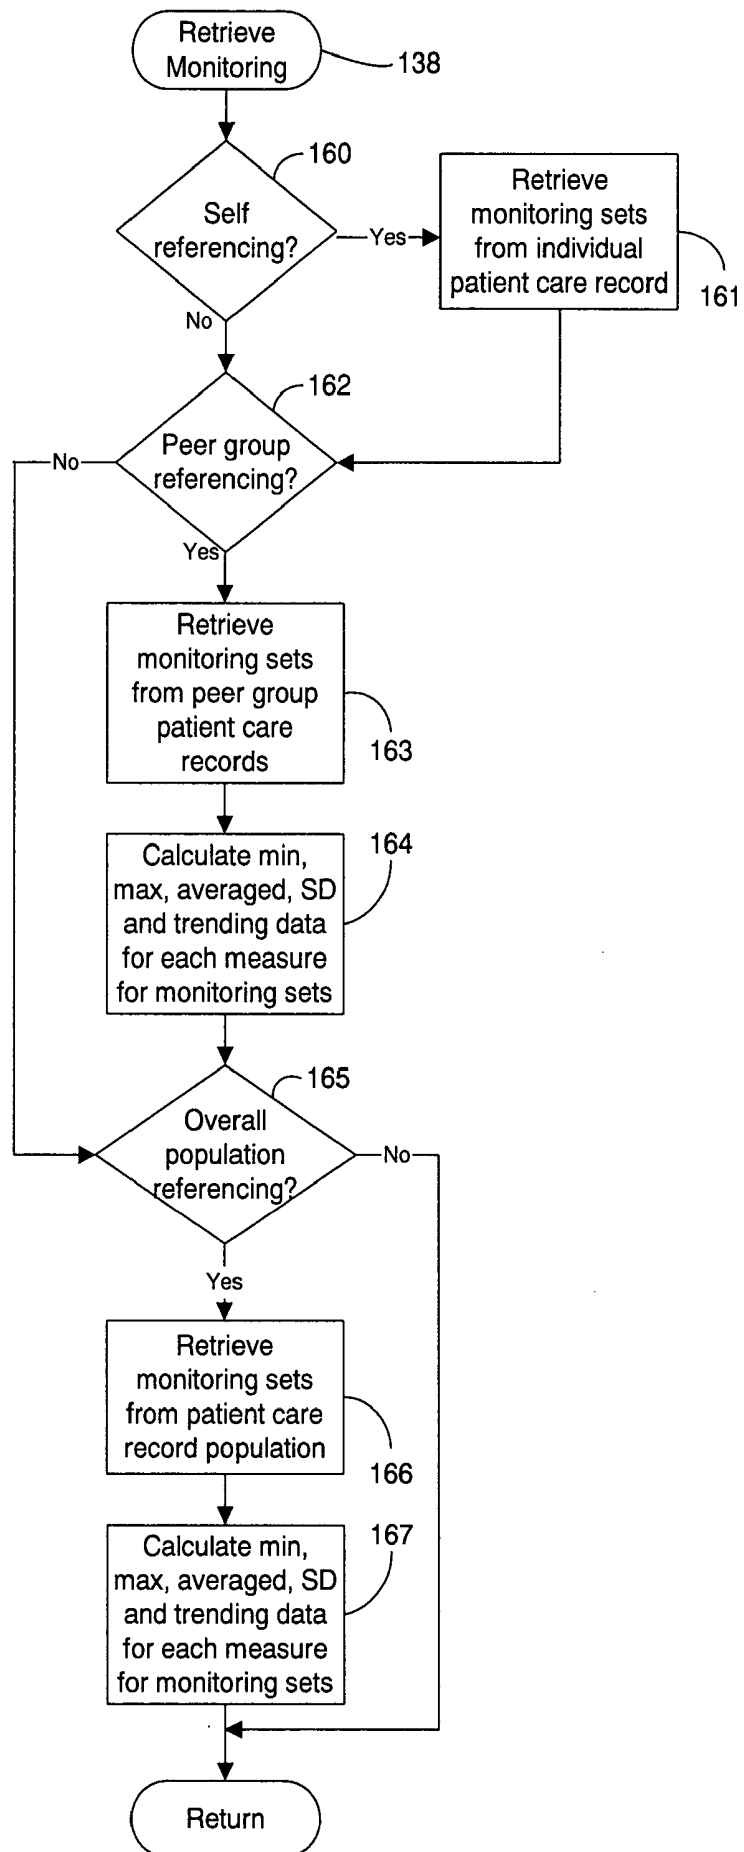 Retrieve
Monitoring
138
160
Self
referencing?
Yes
Retrieve
monitoring sets
from individual
patient care record
161
No
162
Peer group
referencing?
No
Yes
Retrieve
monitoring sets
from peer group
patient care
records
163
164
Calculate min,
max, averaged, SD
and trending data
for each measure
for monitoring sets
165
Overall
population
referencing?
No
Yes
Retrieve
monitoring sets
from patient care
record population
166
167
Calculate min,
max, averaged, SD
and trending data
for each measure
for monitoring sets
Return